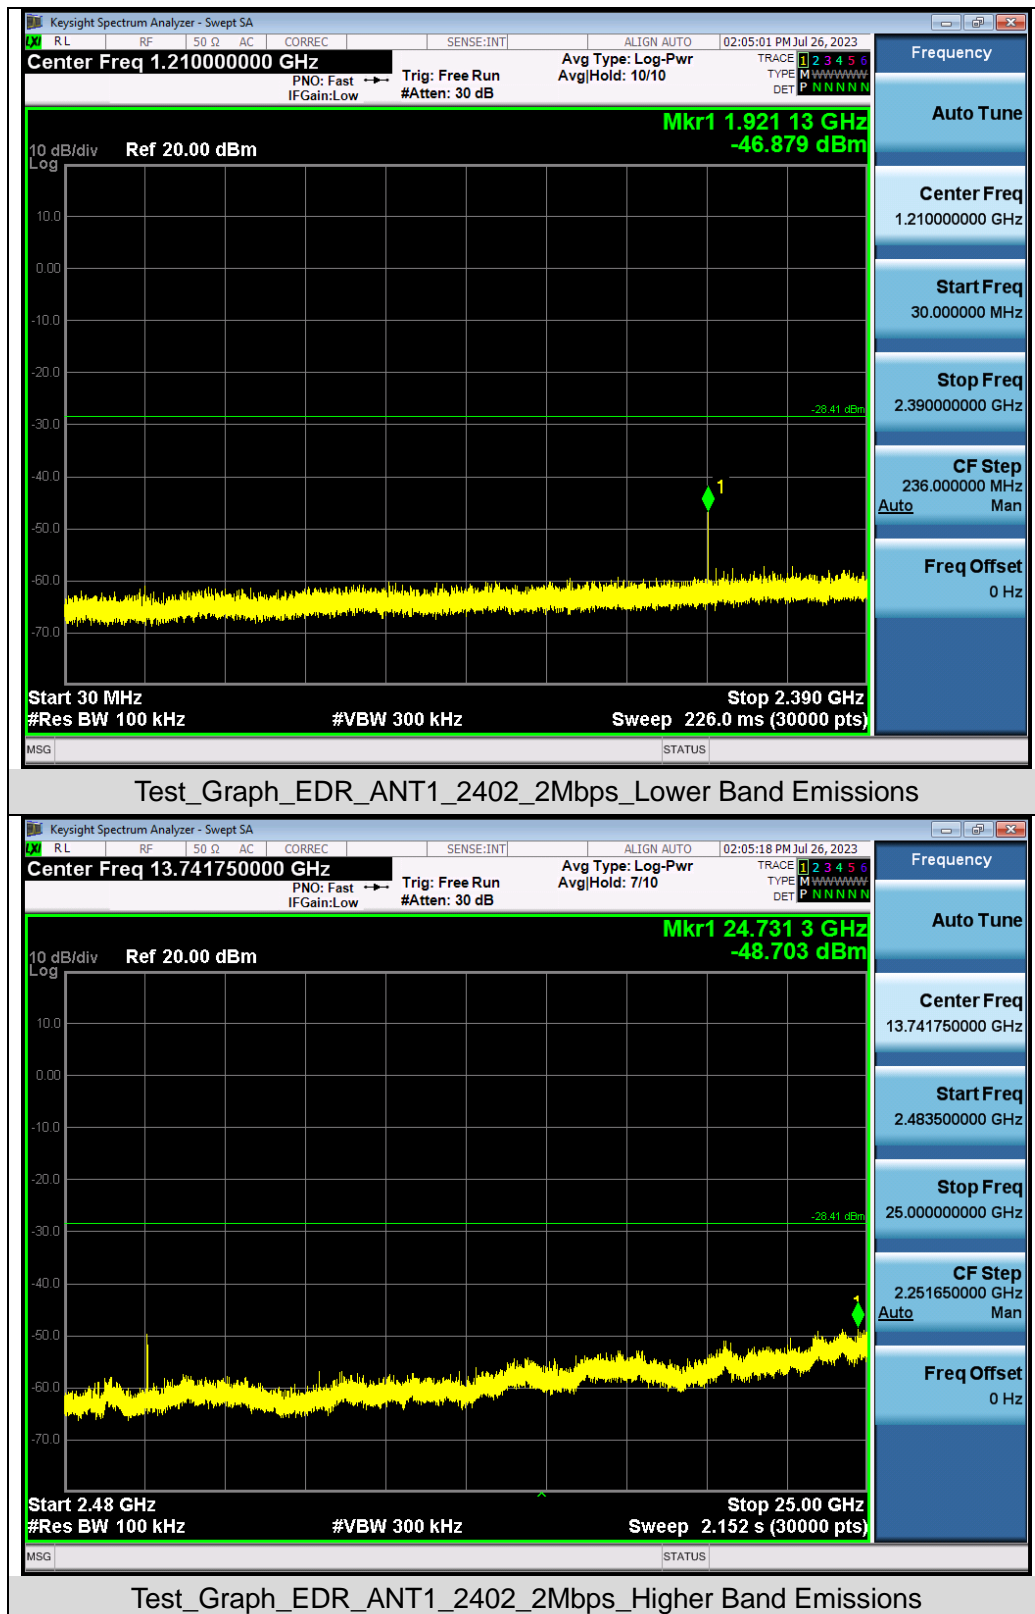 Keysight Spectrum Analyzer - Swept SA
LXI RL RF 50 Ω AC CORREC SENSE:INT ALIGN AUTO 02:05:01 PM Jul 26, 2023
Center Freq 1.210000000 GHz
PNO: Fast
IFGain:Low
Trig: Free Run
#Atten: 30 dB
Avg Type: Log-Pwr
Avg|Hold: 10/10
TRACE 1 2 3 4 5 6
TYPE M W W W W W
DET P N N N N N
Mkr1 1.921 13 GHz
-46.879 dBm
10 dB/div Ref 20.00 dBm
Log
10.0
0.00
-10.0
-20.0
-28.41 dBm
-30.0
-40.0
1
-50.0
-60.0
-70.0
Start 30 MHz Stop 2.390 GHz
#Res BW 100 kHz #VBW 300 kHz Sweep 226.0 ms (30000 pts)
MSG STATUS
Frequency
Auto Tune
Center Freq
1.210000000 GHz
Start Freq
30.000000 MHz
Stop Freq
2.390000000 GHz
CF Step
236.000000 MHz
Auto Man
Freq Offset
0 Hz
Test_Graph_EDR_ANT1_2402_2Mbps_Lower Band Emissions
Keysight Spectrum Analyzer - Swept SA
LXI RL RF 50 Ω AC CORREC SENSE:INT ALIGN AUTO 02:05:18 PM Jul 26, 2023
Center Freq 13.741750000 GHz
PNO: Fast
IFGain:Low
Trig: Free Run
#Atten: 30 dB
Avg Type: Log-Pwr
Avg|Hold: 7/10
TRACE 1 2 3 4 5 6
TYPE M W W W W W
DET P N N N N N
Mkr1 24.731 3 GHz
-48.703 dBm
10 dB/div Ref 20.00 dBm
Log
10.0
0.00
-10.0
-20.0
-28.41 dBm
-30.0
-40.0
1
-50.0
-60.0
-70.0
Start 2.48 GHz Stop 25.00 GHz
#Res BW 100 kHz #VBW 300 kHz Sweep 2.152 s (30000 pts)
MSG STATUS
Frequency
Auto Tune
Center Freq
13.741750000 GHz
Start Freq
2.483500000 GHz
Stop Freq
25.000000000 GHz
CF Step
2.251650000 GHz
Auto Man
Freq Offset
0 Hz
Test_Graph_EDR_ANT1_2402_2Mbps_Higher Band Emissions